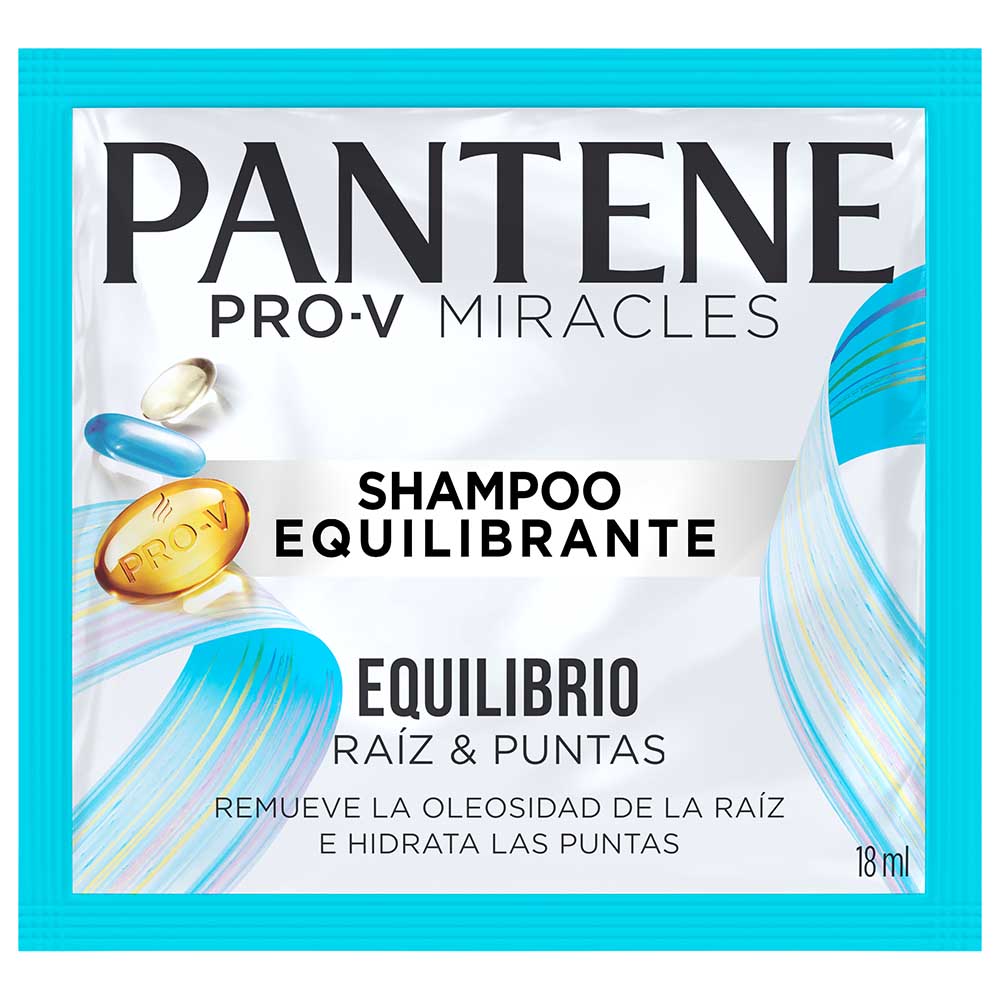 PANTENE
PRO-V MIRACLES
PRO-V
SHAMPOO
EQUILIBRANTE
EQUILIBRIO
RAÍZ & PUNTAS
REMUEVE LA OLEOSIDAD DE LA RAÍZ
E HIDRATA LAS PUNTAS
18 ml